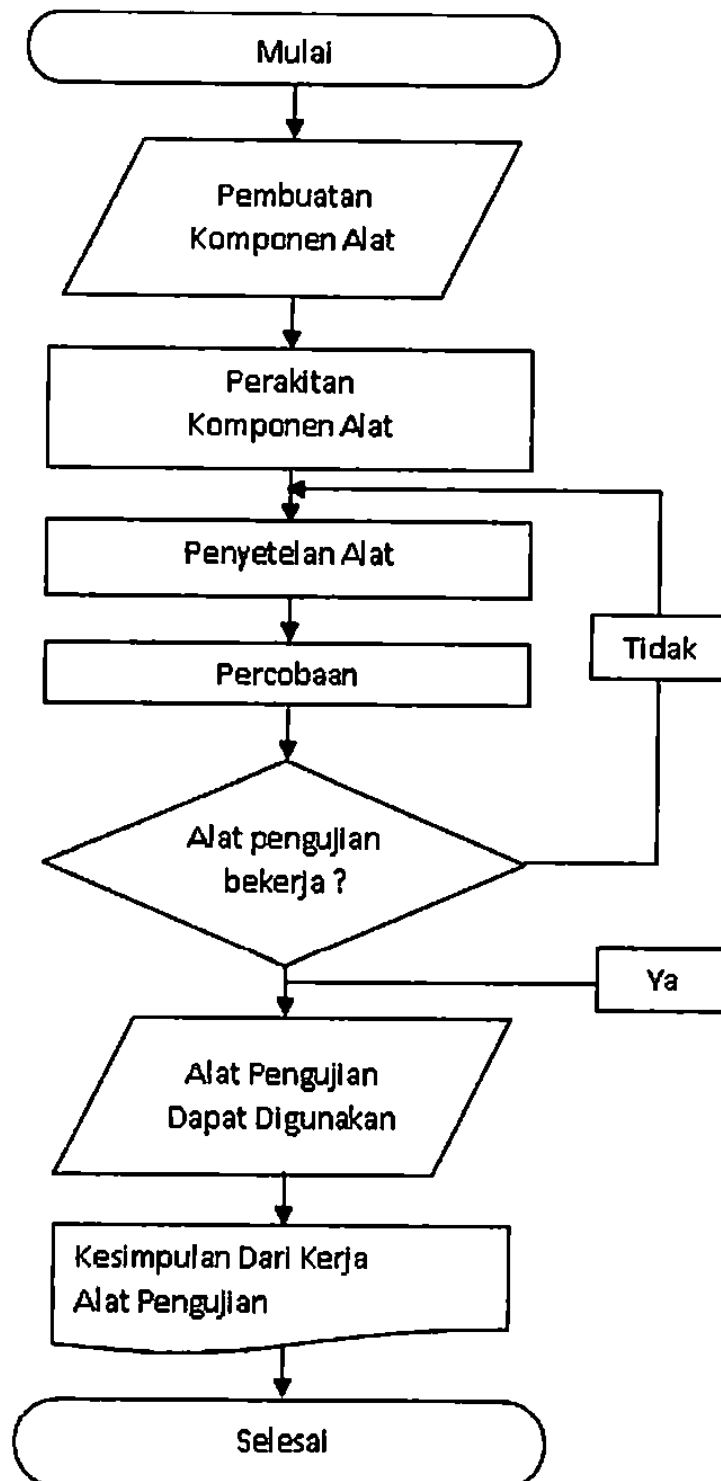 Mulai
Pembuatan
Komponen Alat
Perakitan
Komponen Alat
Penyetelan Alat
Tidak
Percobaan
Alat pengujian
bekerja ?
Ya
Alat Pengujian
Dapat Digunakan
Kesimpulan Dari Kerja
Alat Pengujian
Selesai